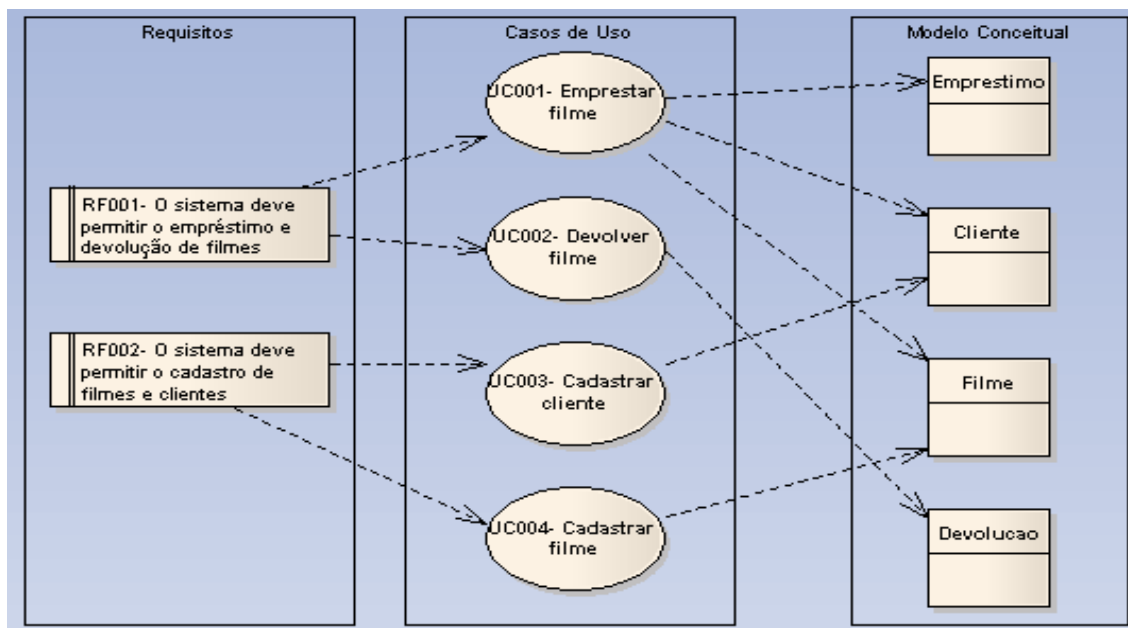 Requisitos
Casos de Uso
Modelo Conceitual
RF001- O sistema deve
permitir o empréstimo e
devolução de filmes
RF002- O sistema deve
permitir o cadastro de
filmes e clientes
UC001- Emprestar
filme
UC002- Devolver
filme
UC003- Cadastrar
cliente
UC004- Cadastrar
filme
Emprestimo
Cliente
Filme
Devolucao